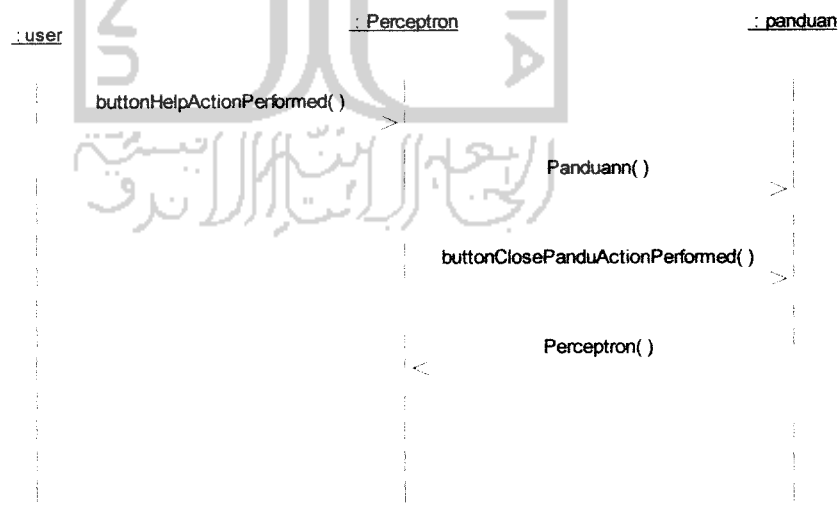 : user
: Perceptron
: panduan
buttonHelpActionPerformed( )
Panduann( )
buttonClosePanduActionPerformed( )
Perceptron( )